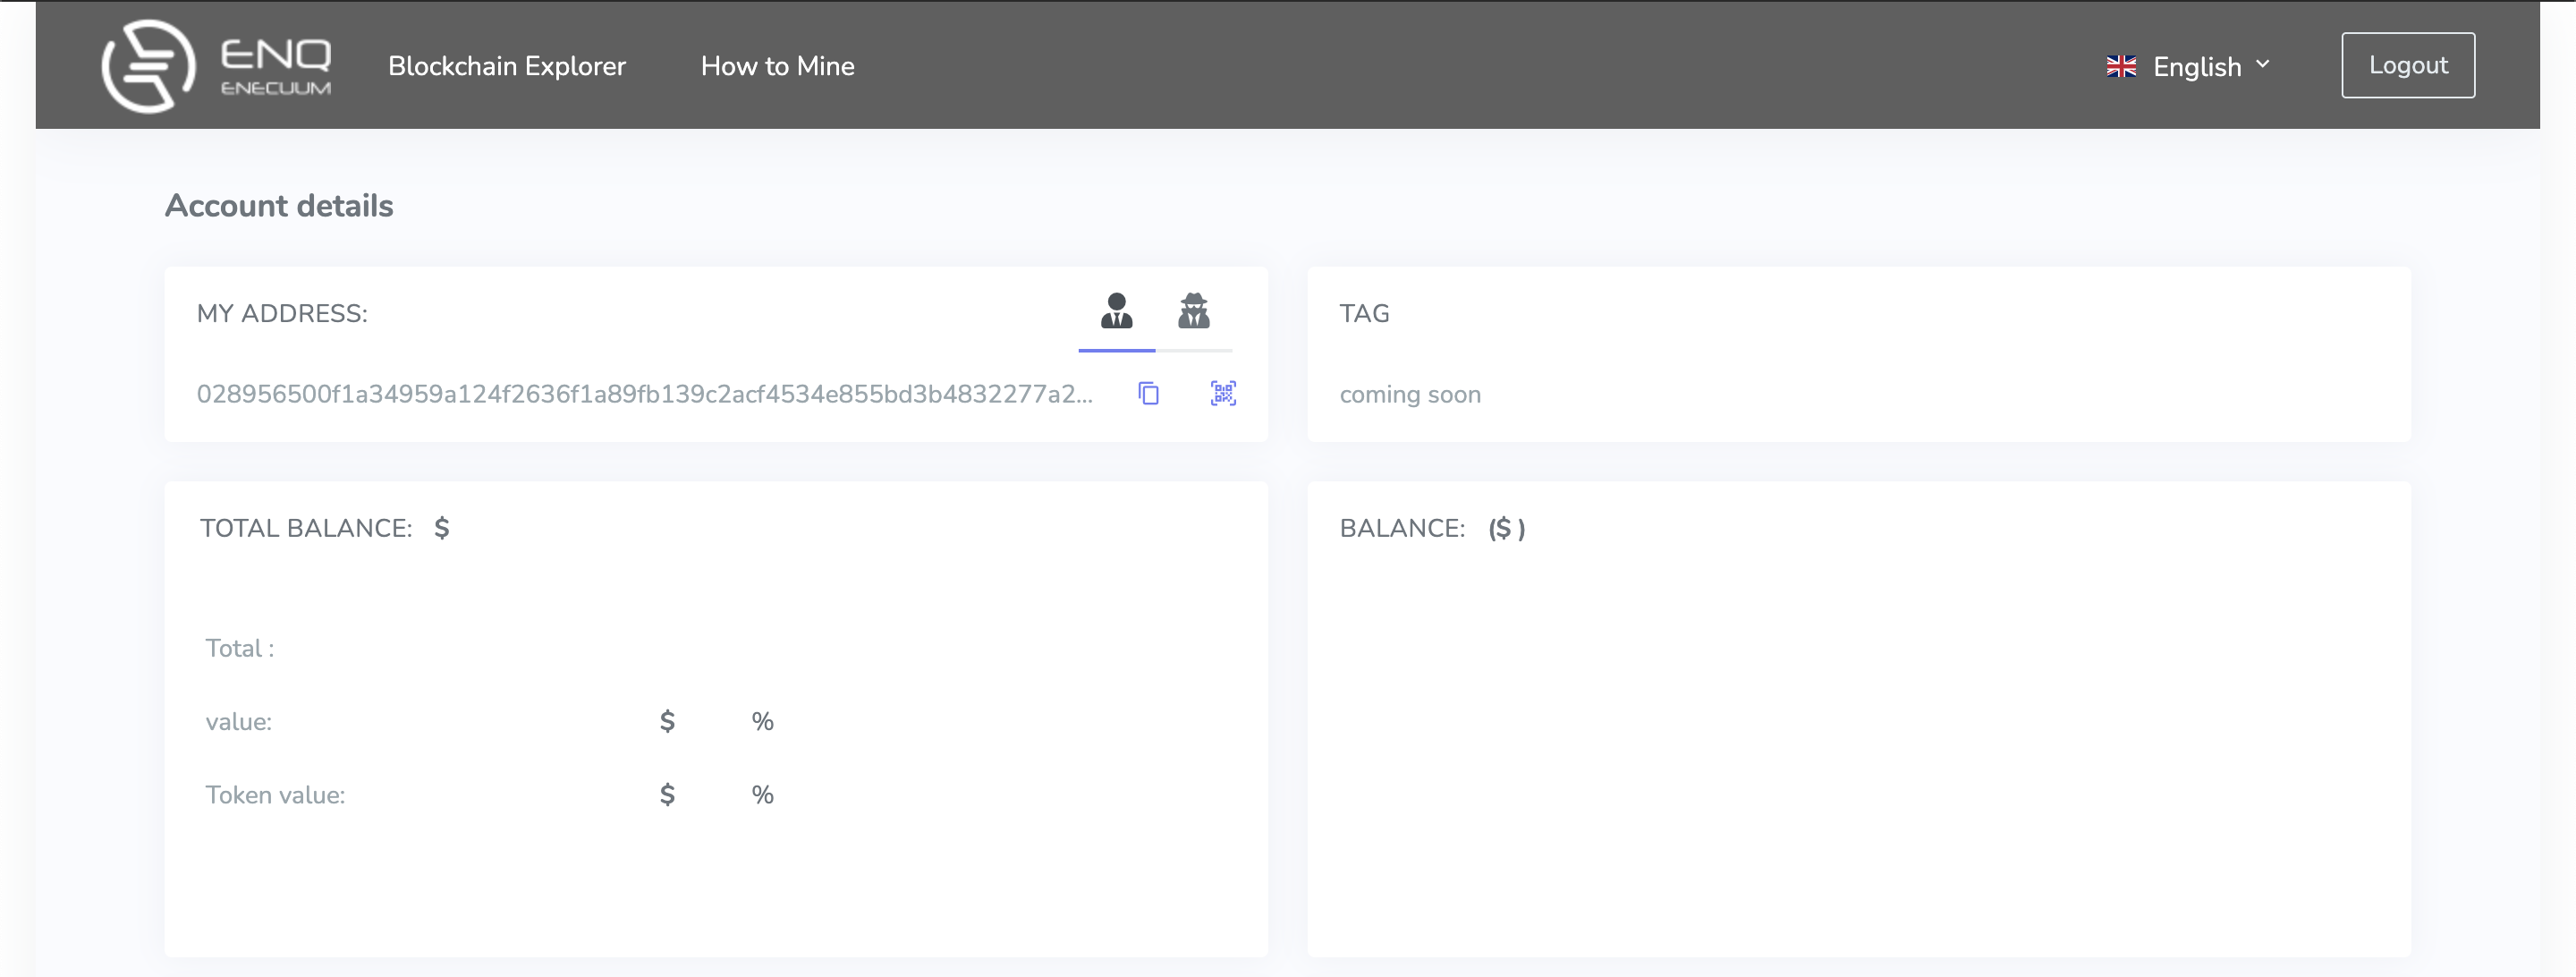 ENQ
ENECUUM
Blockchain Explorer
How to Mine
English
Logout
Account details
MY ADDRESS:
028956500f1a34959a124f2636f1a89fb139c2acf4534e855bd3b4832277a2...
TAG
coming soon
TOTAL BALANCE: $
Total :
value: $ %
Token value: $ %
BALANCE: ($ )